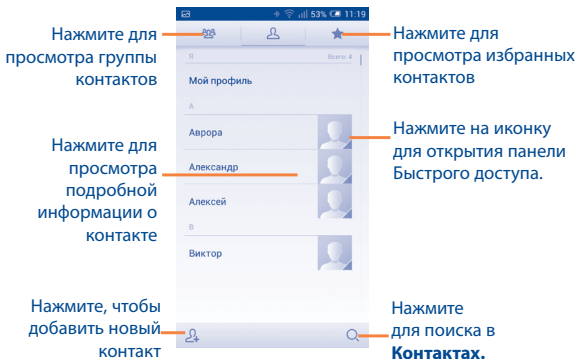 53% 11:19
Нажмите для
просмотра группы
контактов
Нажмите для
просмотра избранных
контактов
Я Всего: 4
Мой профиль
А
Аврора
Нажмите на иконку
для открытия панели
Быстрого доступа.
Нажмите для
просмотра
подробной
информации о
контакте
Александр
Алексей
В
Виктор
Нажмите, чтобы
добавить новый
контакт
Нажмите
для поиска в
Контактах.